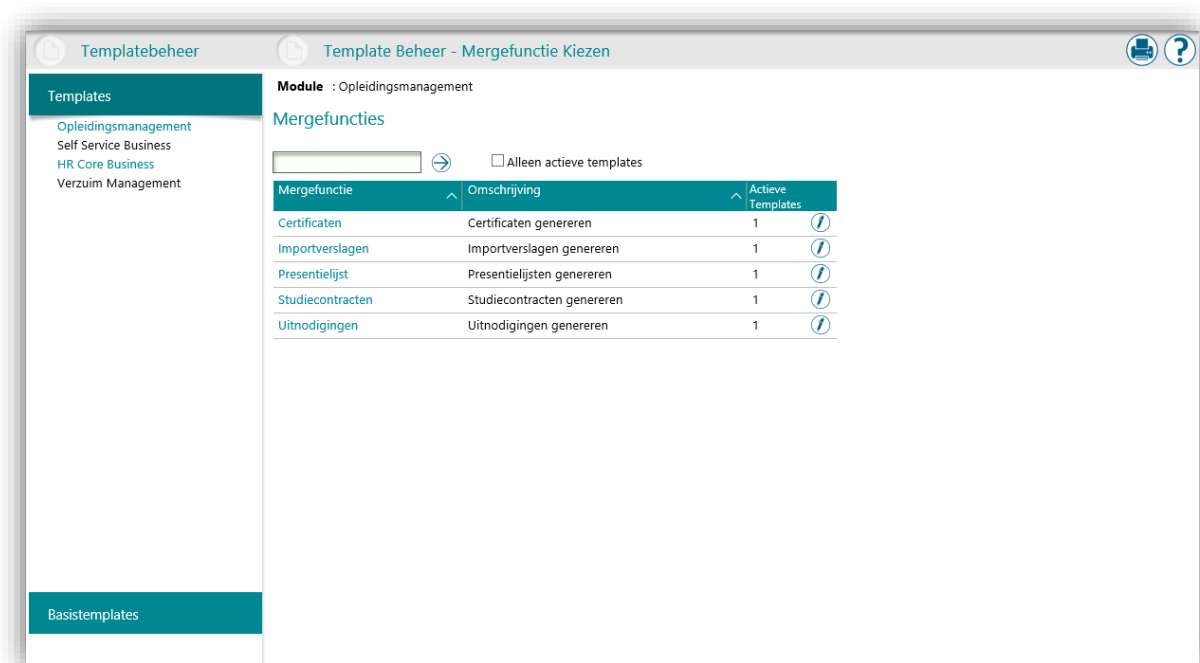 Templatebeheer
Template Beheer - Mergefunctie Kiezen
Templates
Opleidingsmanagement
Self Service Business
HR Core Business
Verzuim Management
Basistemplates
Module : Opleidingsmanagement
Mergefuncties
Alleen actieve templates
Mergefunctie Omschrijving Actieve
Templates
Certificaten Certificaten genereren 1
Importverslagen Importverslagen genereren 1
Presentielijst Presentielijsten genereren 1
Studiecontracten Studiecontracten genereren 1
Uitnodigingen Uitnodigingen genereren 1